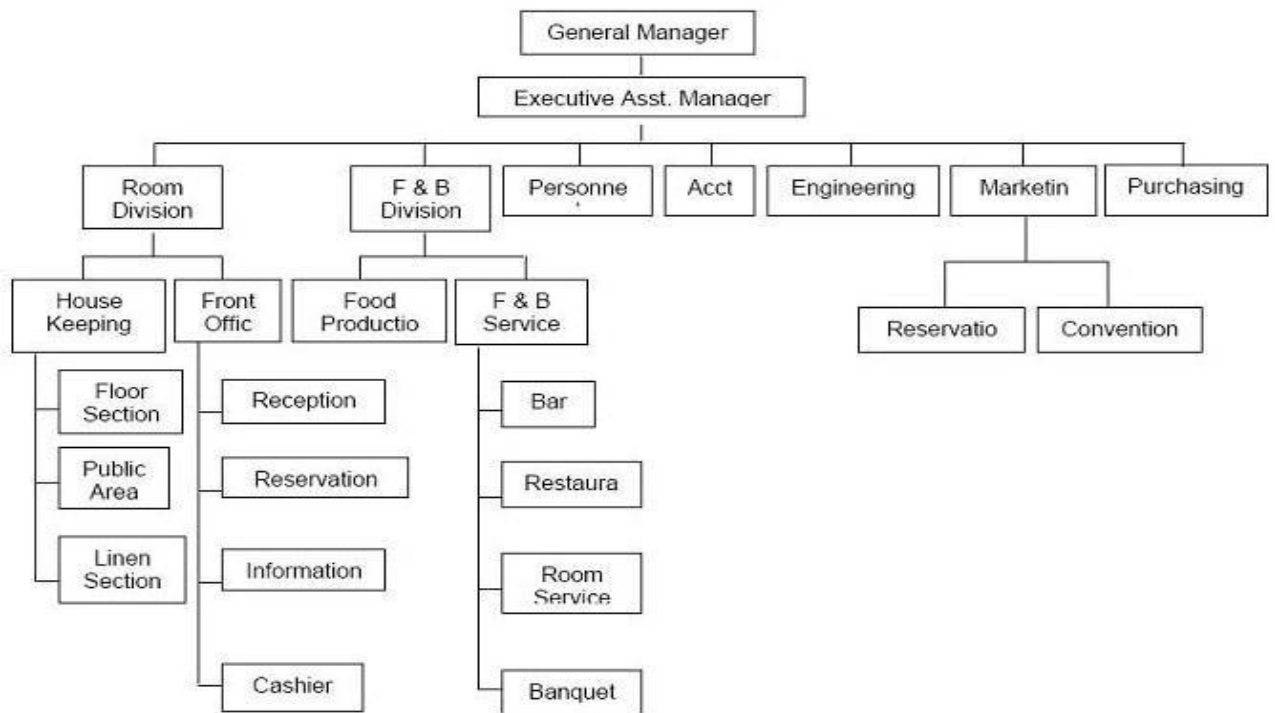 General Manager
Executive Asst. Manager
Room
Division
F & B
Division
Personne
Acct
Engineering
Marketin
Purchasing
House
Keeping
Front
Offic
Food
Productio
F & B
Service
Reservatio
Convention
Floor
Section
Reception
Bar
Public
Area
Reservation
Restaura
Linen
Section
Information
Room
Service
Cashier
Banquet